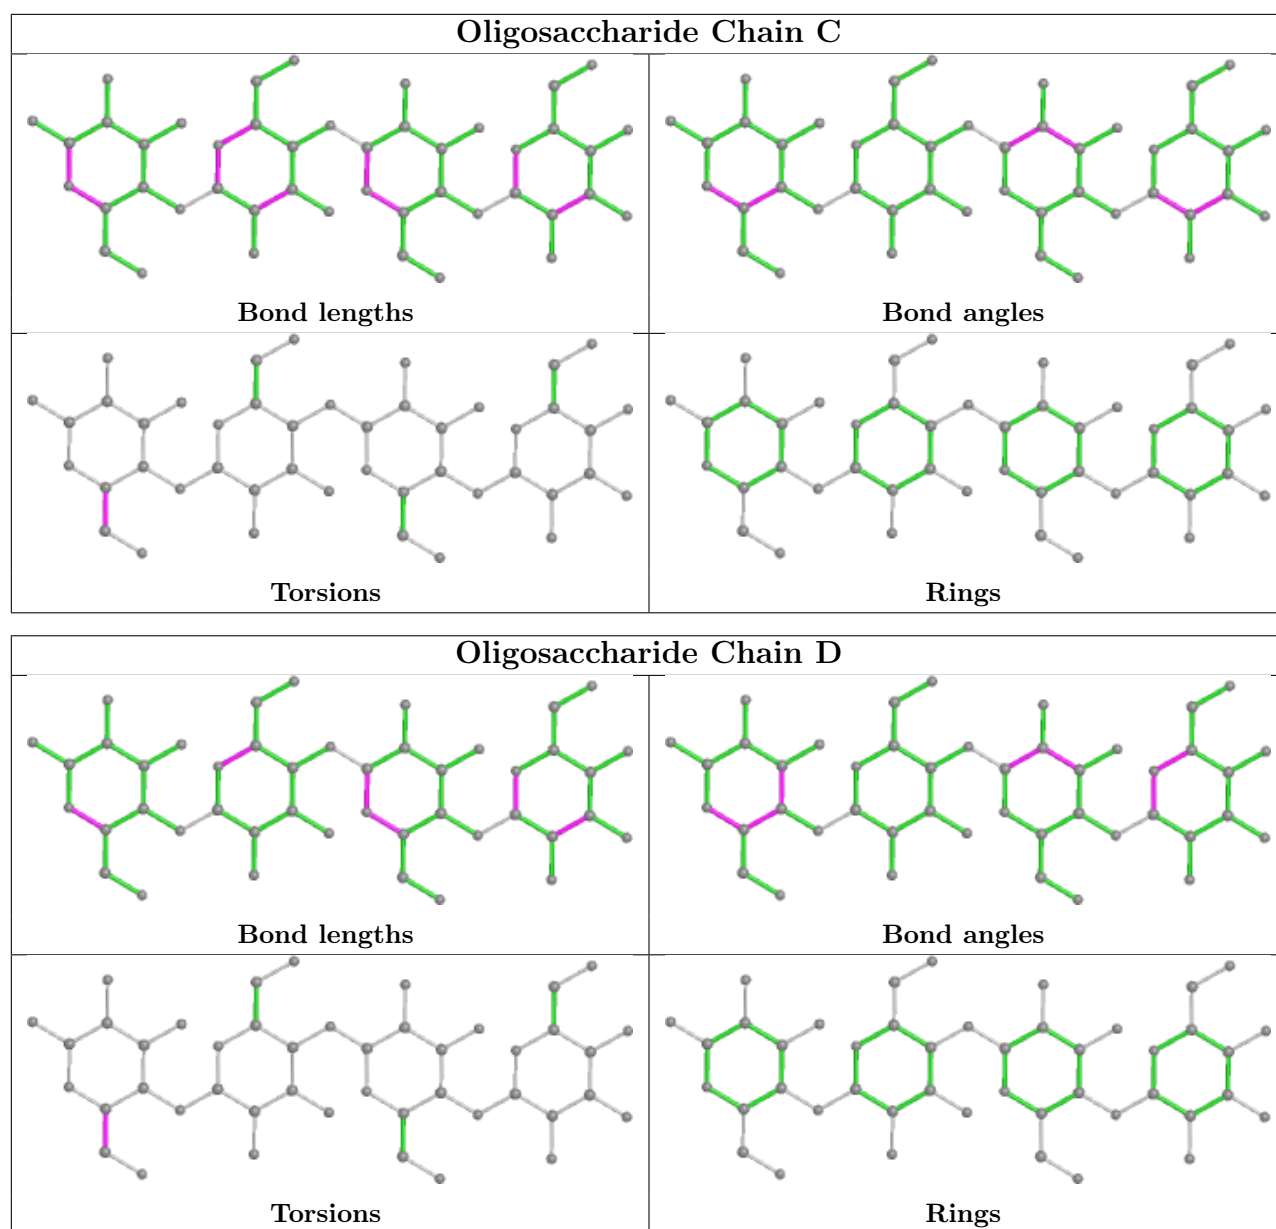 Oligosaccharide Chain C
Bond lengths
Bond angles
Torsions
Rings
Oligosaccharide Chain D
Bond lengths
Bond angles
Torsions
Rings